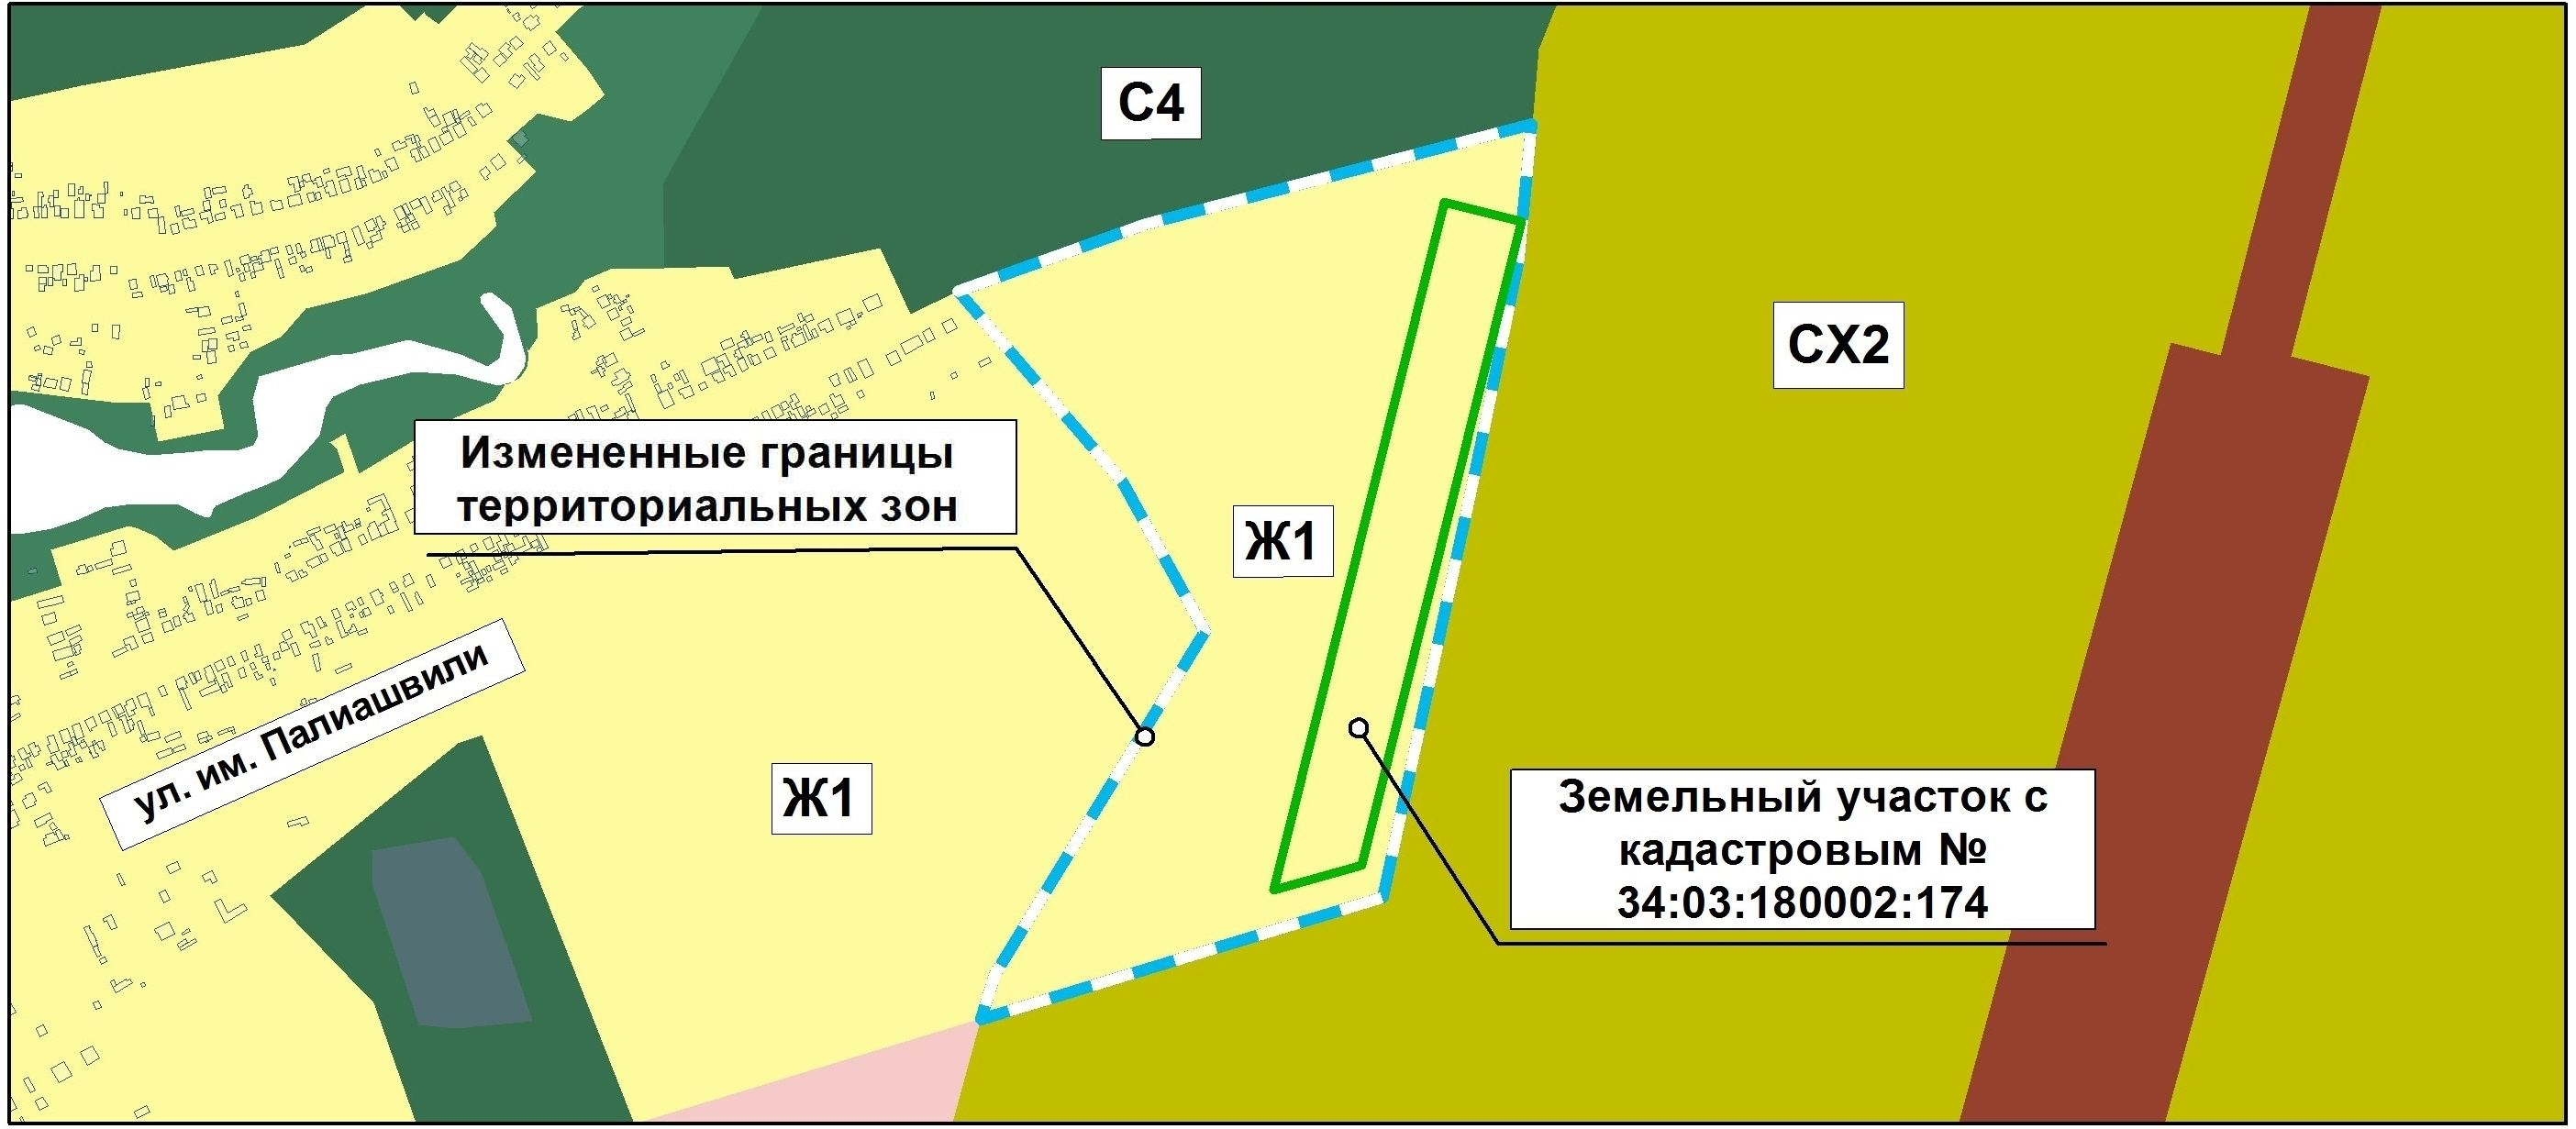 С4
СХ2
Измененные границы
территориальных зон
Ж1
ул. им. Палиашвили
Ж1
Земельный участок с
кадастровым №
34:03:180002:174